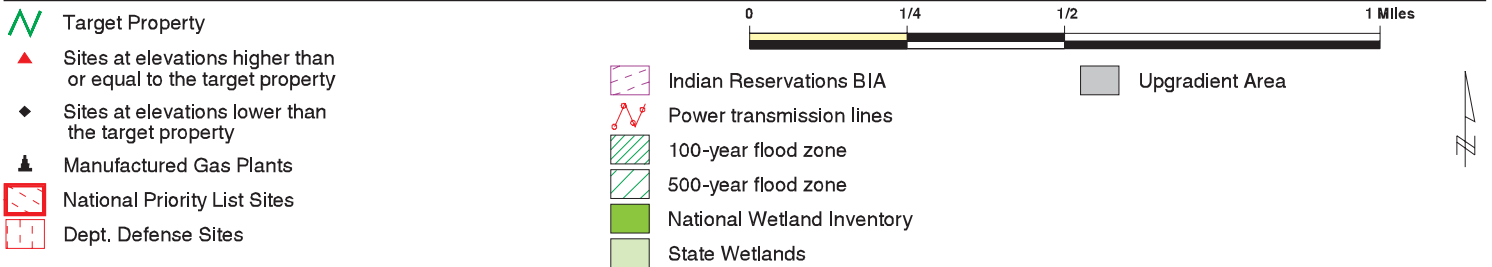 0 1/4 1/2 1 Miles
Target Property
Sites at elevations higher than
or equal to the target property
Sites at elevations lower than
the target property
Manufactured Gas Plants
National Priority List Sites
Dept. Defense Sites
Indian Reservations BIA
Power transmission lines
100-year flood zone
500-year flood zone
National Wetland Inventory
State Wetlands
Upgradient Area
N